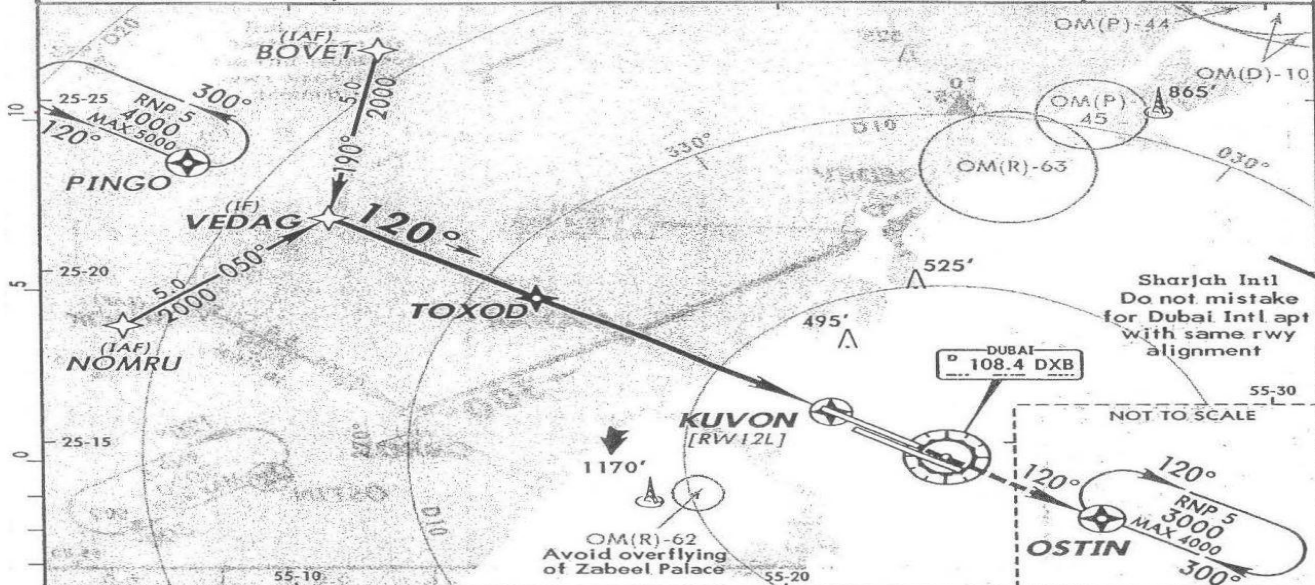 D20
(IAF)
BOVET
5.0
2000
190°
25-25
10
300°
RNP 5
4000
MAX 5000
120°
PINGO
(IF)
VEDAG
120°
330°
D10
0°
OM(P)-44
OM(D)-10
OM(P)
45
865'
OM(R)-63
030°
25-20
5
5.0
050°
2000
(IAF)
NOMRU
TOXOD
525'
495'
Sharjah Intl
Do not mistake
for Dubai Intl apt
with same rwy
alignment
DUBAI
D 108.4 DXB
55-30
NOT TO SCALE
KUVON
[RW12L]
25-15
0
270°
1170'
D10
120°
120°
RNP 5
3000
MAX 4000
300°
OSTIN
OM(R)-62
Avoid overflying
of Zabeel Palace
55-10
55-20